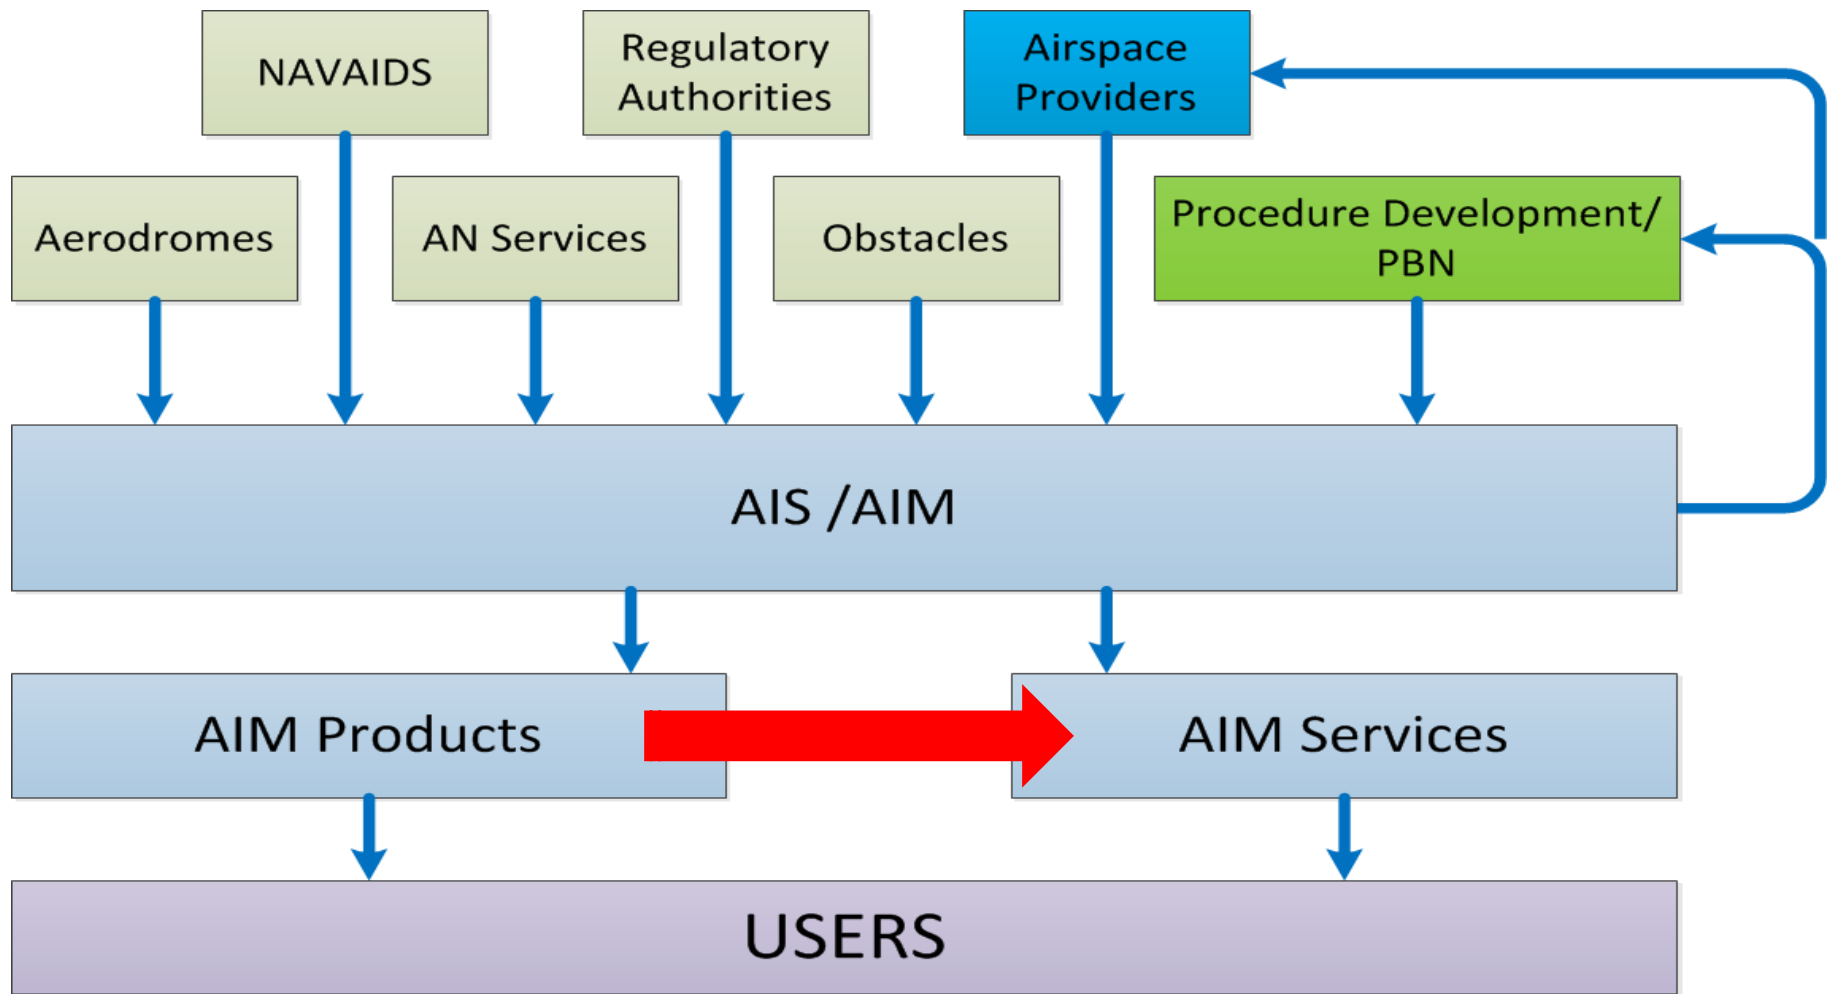 NAVAIDS
Regulatory
Authorities
Airspace
Providers
Aerodromes
AN Services
Obstacles
Procedure Development/
PBN
AIS /AIM
AIM Products
AIM Services
USERS